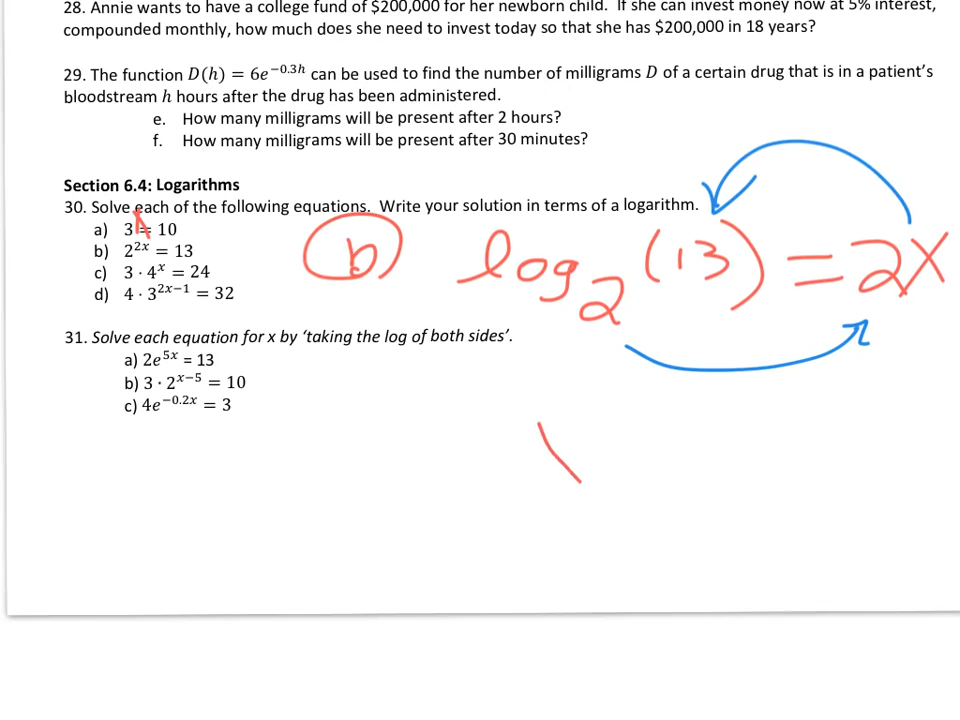 28. Annie wants to have a college fund of $200,000 for her newborn child. If she can invest money now at 5% interest,
compounded monthly, how much does she need to invest today so that she has $200,000 in 18 years?
29. The function D(h) = 6e^−0.3h can be used to find the number of milligrams D of a certain drug that is in a patient's
bloodstream h hours after the drug has been administered.
e. How many milligrams will be present after 2 hours?
f. How many milligrams will be present after 30 minutes?
Section 6.4: Logarithms
30. Solve each of the following equations. Write your solution in terms of a logarithm.
a) 3 = 10
b) 2^2x = 13
c) 3 · 4^x = 24
d) 4 · 3^2x−1 = 32
b) log₂(13) = 2x
31. Solve each equation for x by 'taking the log of both sides'.
a) 2e^5x = 13
b) 3 · 2^x−5 = 10
c) 4e^−0.2x = 3